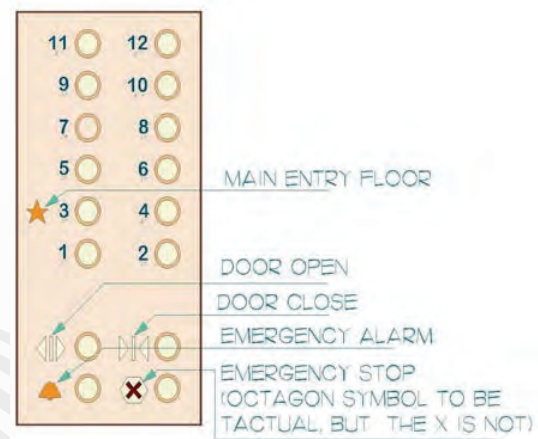 11 12
9 10
7 8
5 6
MAIN ENTRY FLOOR
3 4
1 2
DOOR OPEN
DOOR CLOSE
EMERGENCY ALARM
EMERGENCY STOP
(OCTAGON SYMBOL TO BE
TACTUAL, BUT THE X IS NOT)